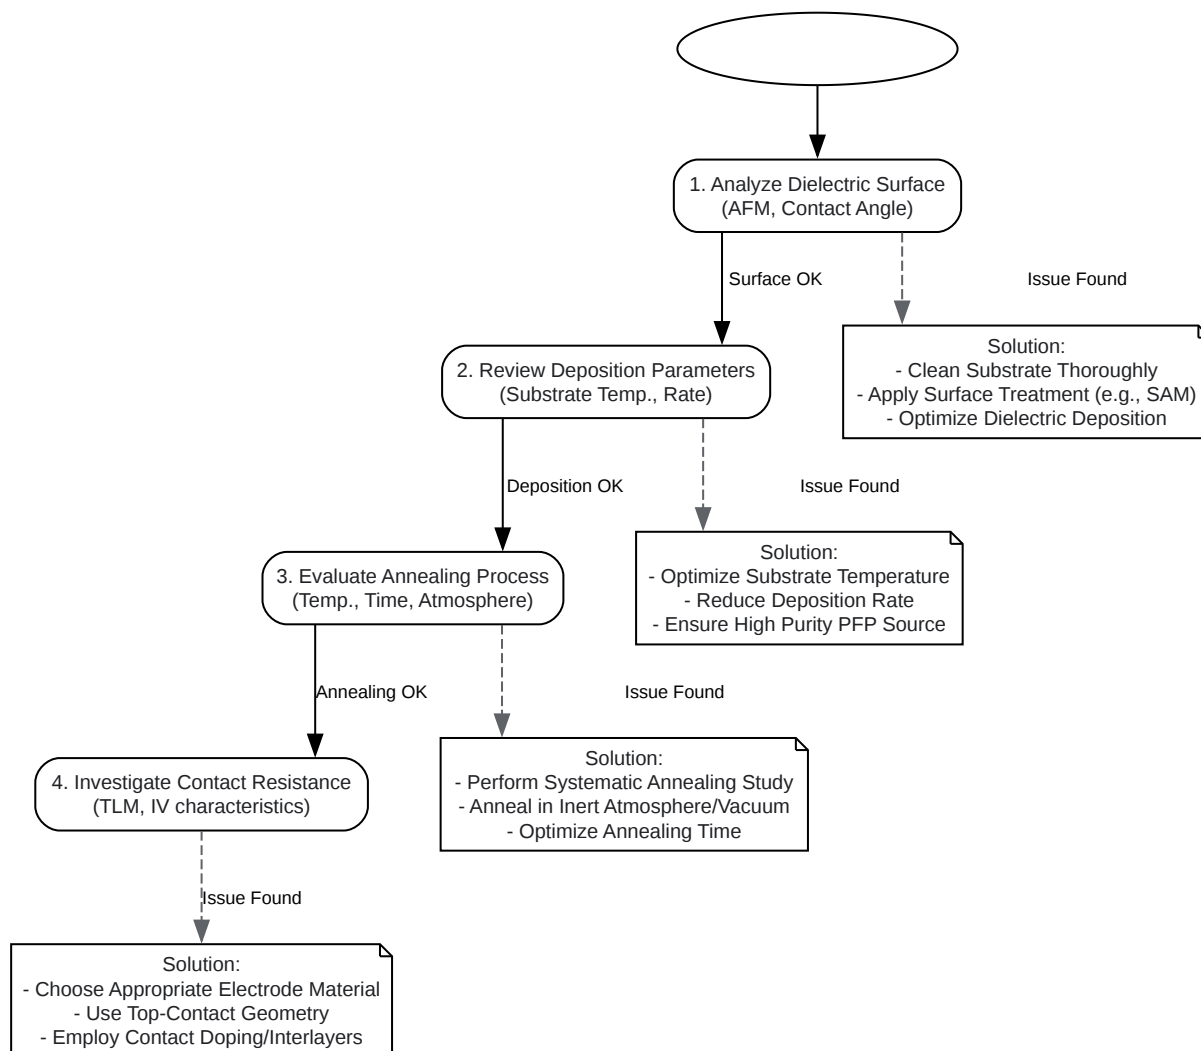 1. Analyze Dielectric Surface
(AFM, Contact Angle)
Surface OK
Issue Found
Solution:
- Clean Substrate Thoroughly
- Apply Surface Treatment (e.g., SAM)
- Optimize Dielectric Deposition
2. Review Deposition Parameters
(Substrate Temp., Rate)
Deposition OK
Issue Found
Solution:
- Optimize Substrate Temperature
- Reduce Deposition Rate
- Ensure High Purity PFP Source
3. Evaluate Annealing Process
(Temp., Time, Atmosphere)
Annealing OK
Issue Found
Solution:
- Perform Systematic Annealing Study
- Anneal in Inert Atmosphere/Vacuum
- Optimize Annealing Time
4. Investigate Contact Resistance
(TLM, IV characteristics)
Issue Found
Solution:
- Choose Appropriate Electrode Material
- Use Top-Contact Geometry
- Employ Contact Doping/Interlayers